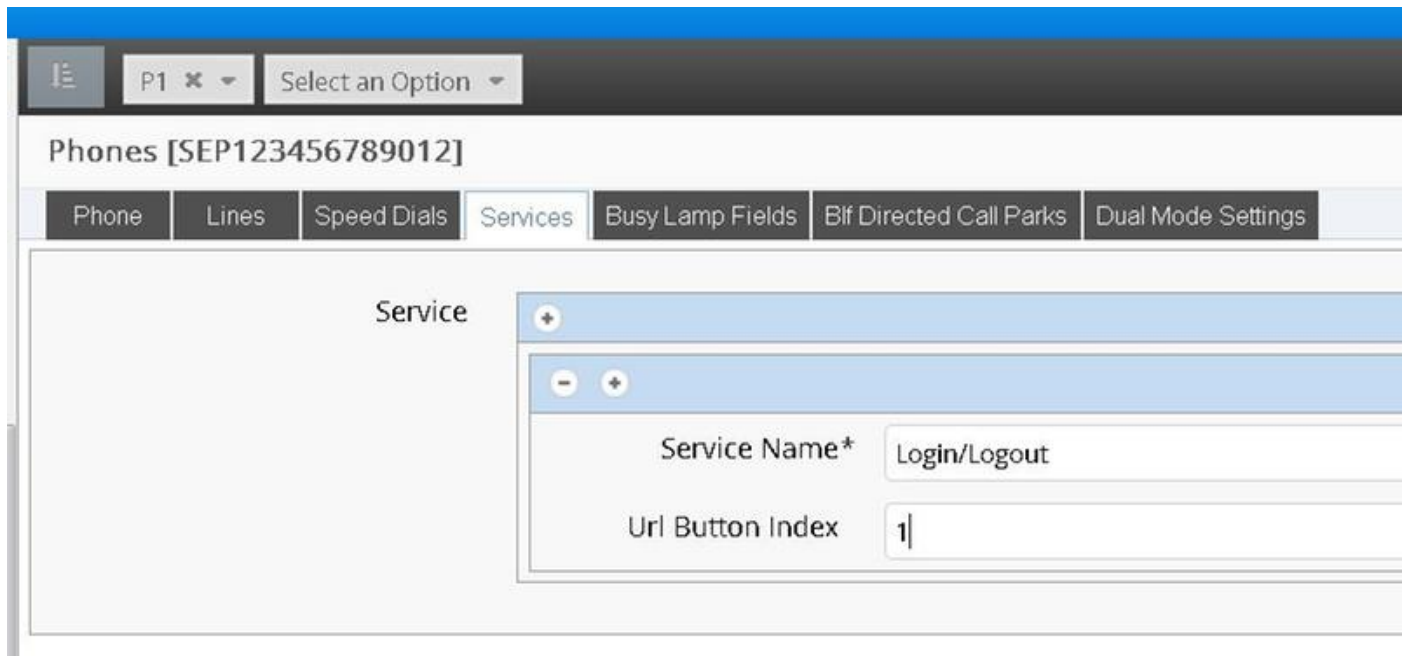 P1 Select an Option
Phones [SEP123456789012]
Phone Lines Speed Dials Services Busy Lamp Fields Blf Directed Call Parks Dual Mode Settings
Service
Service Name* Login/Logout
Url Button Index 1